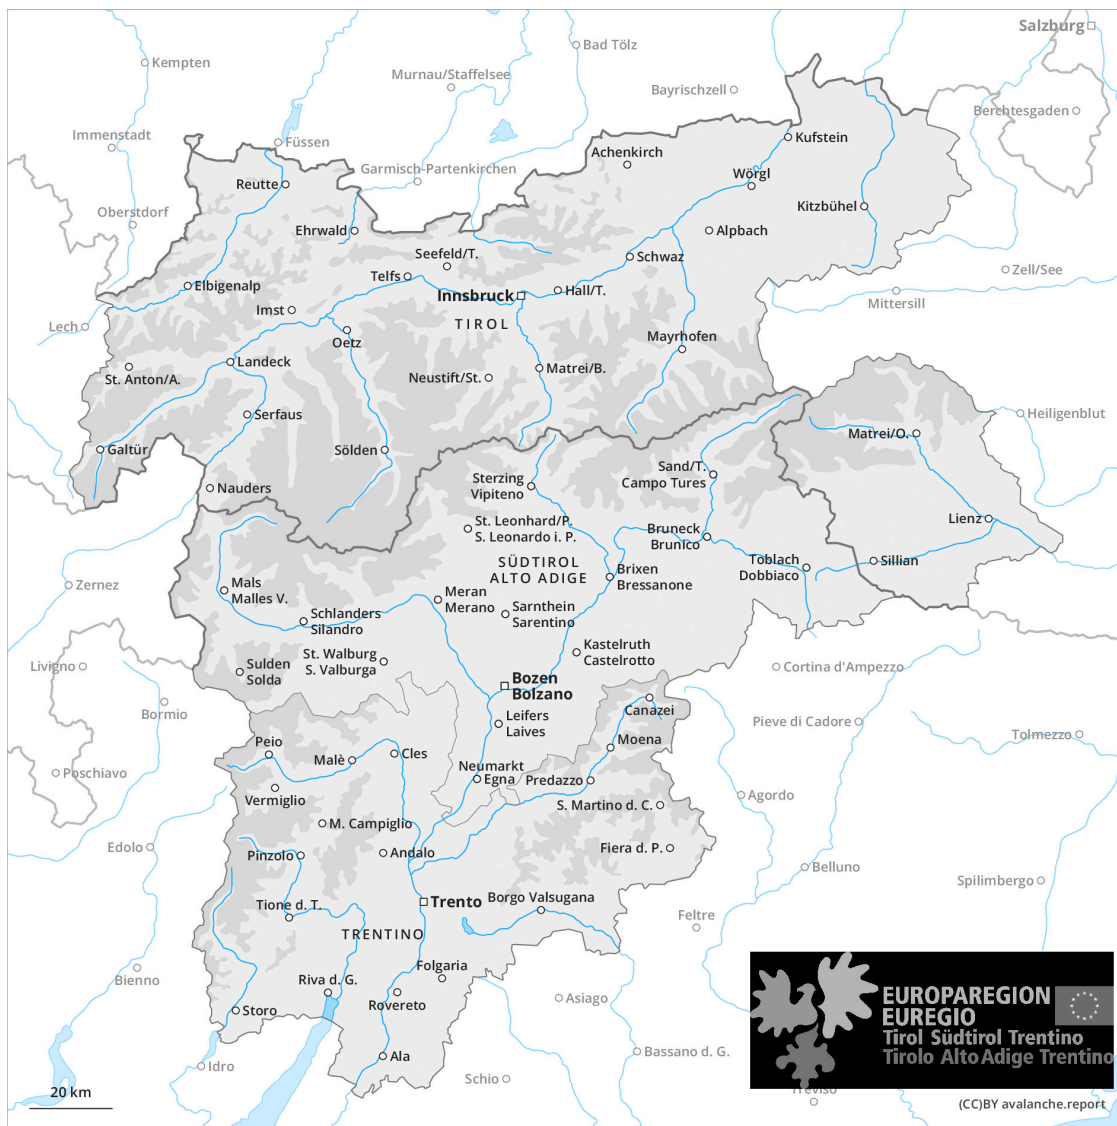 Salzburg
Bad Tölz
Kempten
Murnau/Staffelsee
Bayrischzell
Berchtesgaden
Immenstadt
Füssen
Kufstein
Achenkirch
Garmisch-Partenkirchen
Wörgl
Reutte
Kitzbühel
Oberstdorf
Ehrwald
Alpbach
Seefeld/T.
Schwaz
Telfs
Zell/See
Elbigenalp
Hall/T.
Innsbruck
Mittersill
Imst
Lech
TIROL
Oetz
Mayrhofen
Landeck
Matrei/B.
St. Anton/A.
Neustift/St.
Serfaus
Heiligenblut
Matrei/O.
Galtür
Sölden
Sand/T.
Campo Tures
Sterzing
Vipiteno
Nauders
Lienz
St. Leonhard/P.
S. Leonardo i. P.
Bruneck
Brunico
SÜDTIROL
ALTO ADIGE
Toblach
Dobbiaco
Sillian
Brixen
Bressanone
Zernez
Mals
Malles V.
Meran
Merano
Schlanders
Silandro
Sarnthein
Sarentino
Kastelruth
Castelrotto
St. Walburg
S. Valburga
Livigno
Sulden
Solda
Cortina d'Ampezzo
Bozen
Bolzano
Bormio
Canazei
Leifers
Laives
Pieve di Cadore
Tolmezzo
Moena
Peio
Cles
Malè
Neumarkt
Egna
Poschiavo
Predazzo
Vermiglio
Agordo
S. Martino d. C.
M. Campiglio
Edolo
Pinzolo
Andalo
Fiera d. P.
Belluno
Spilimbergo
Borgo Valsugana
Trento
Tione d. T.
Feltre
TRENTINO
Bienno
Folgaria
Riva d. G.
Rovereto
Asiago
Storo
EUROPAREGION
EUREGIO
Tirol Südtirol Trentino
Tirolo Alto Adige Trentino
Ala
Bassano d. G.
Idro
Schio
20 km
Treviso
(CC)BY avalanche.report